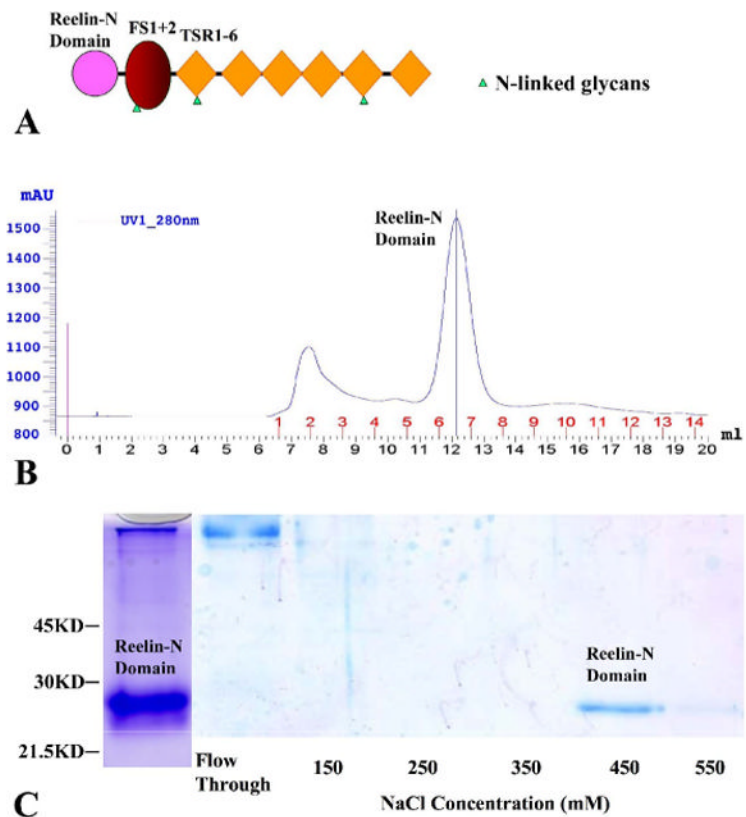 Reelin-N
Domain
FS1+2
TSR1-6
N-linked glycans
A
mAU
UV1_280nm
Reelin-N
Domain
1500
1400
1300
1200
1100
1000
900
800
1 2 3 4 5 6 7 8 9 10 11 12 13 14
0 1 2 3 4 5 6 7 8 9 10 11 12 13 14 15 16 17 18 19 20
ml
B
45KD
Reelin-N
Domain
30KD
21.5KD
Reelin-N
Domain
Flow
Through
150 250 350 450 550
NaCl Concentration (mM)
C